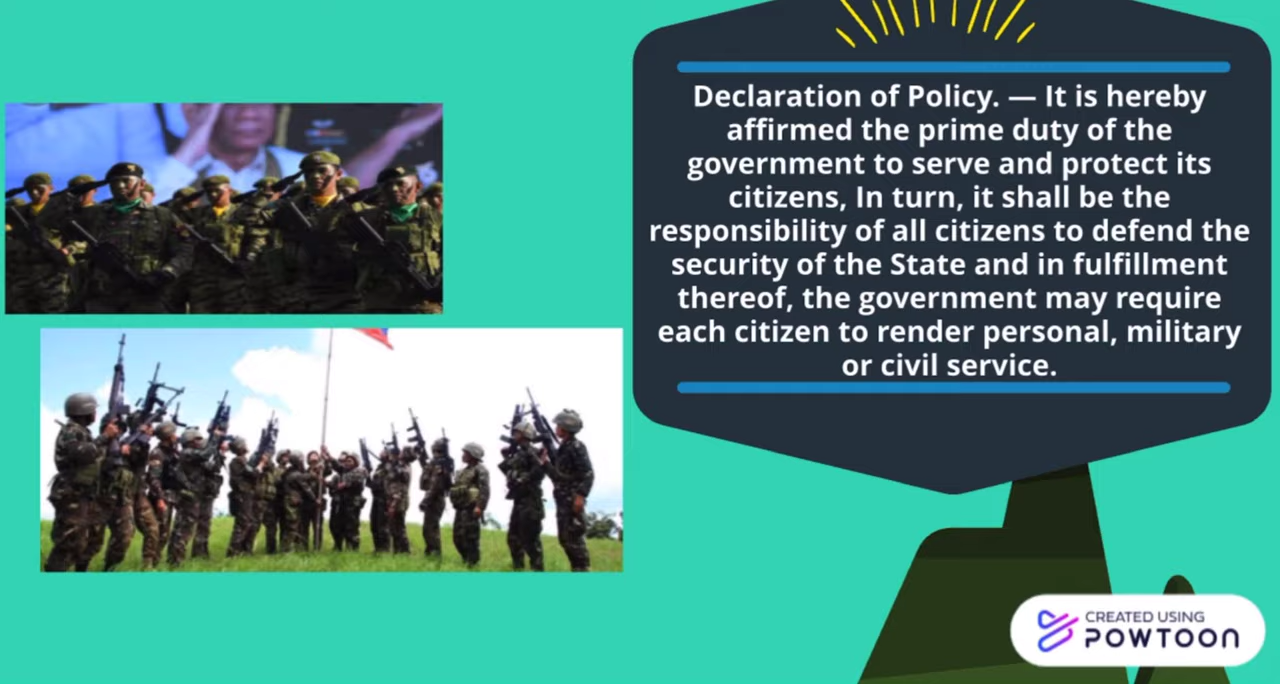 Declaration of Policy. — It is hereby
affirmed the prime duty of the
government to serve and protect its
citizens, In turn, it shall be the
responsibility of all citizens to defend the
security of the State and in fulfillment
thereof, the government may require
each citizen to render personal, military
or civil service.
CREATED USING
POWTOON